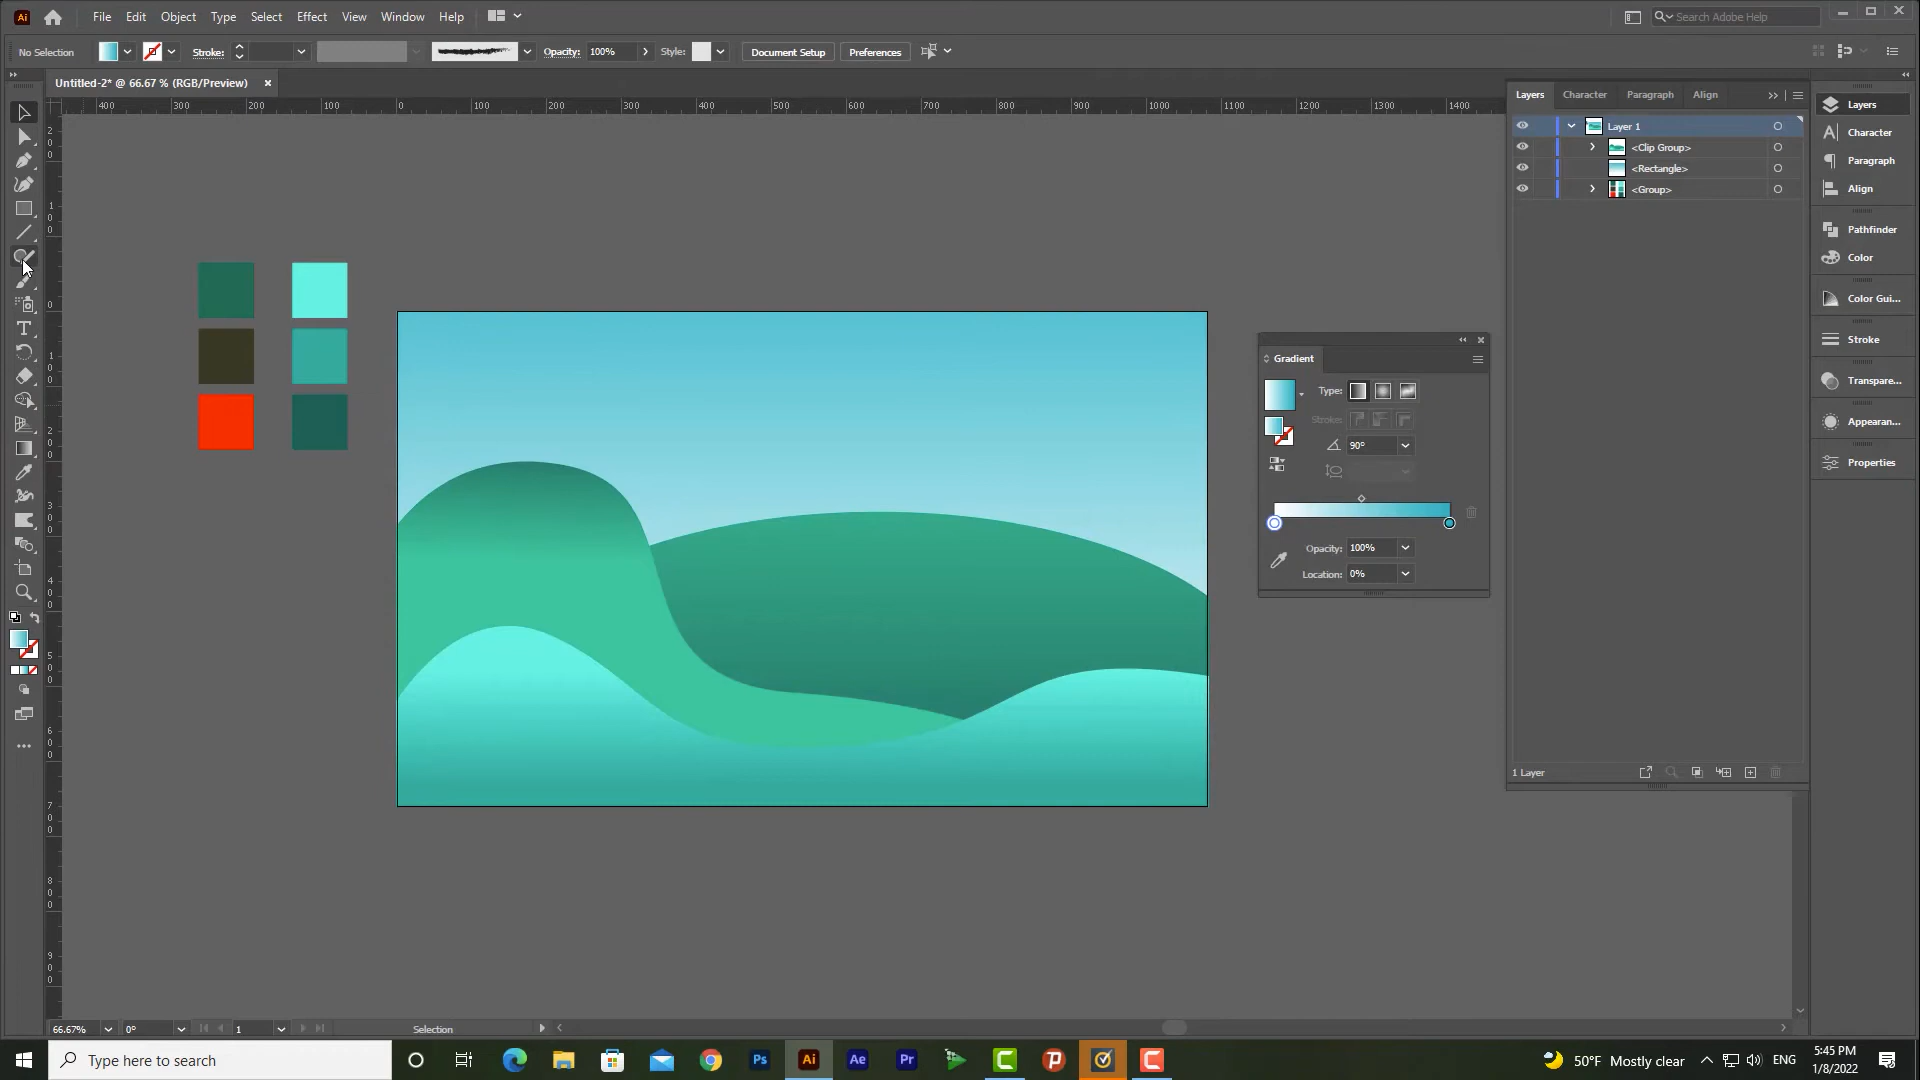 Ai File Edit Object Select Type Effect View Window Help Search Adobe Help
No Selection Stroke: Opacity: 100% Style: Document Setup Preferences
Untitled-2* @ 66.67 % (RGB/Preview) ×
400 300 200 100 0 100 200 300 400 500 600 700 800 900 1000 1100 1200 1300 1400
Layers Character Paragraph Align
Layer 1
<Clip Group>
<Rectangle>
<Group>
1 Layer
Layers
Character
Paragraph
Align
Pathfinder
Color
Color Gui...
Stroke
Transpare...
Appearan...
Properties
Gradient
Type:
Stroke:
90°
Opacity: 100%
Location: 0%
66.67% 0° 1 Selection
Type here to search
Ps Ai Ae Pr
50°F Mostly clear ENG
5:45 PM
1/8/2022